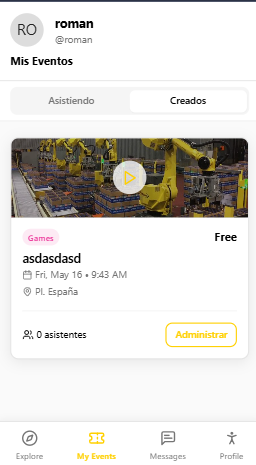 RO
roman
@roman
Mis Eventos
Asistiendo
Creados
Games
Free
asdasdasd
Fri, May 16 • 9:43 AM
Pl. España
0 asistentes
Administrar
Explore
My Events
Messages
Profile